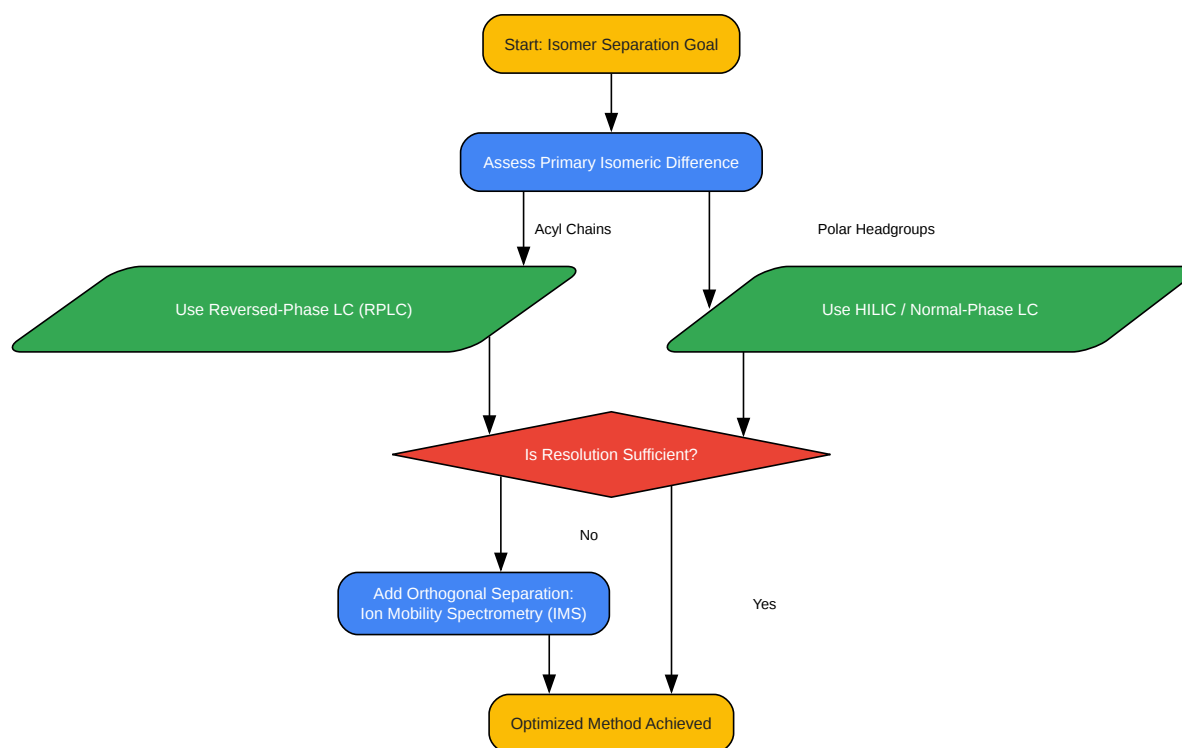 Start: Isomer Separation Goal
Assess Primary Isomeric Difference
Acyl Chains
Polar Headgroups
Use Reversed-Phase LC (RPLC)
Use HILIC / Normal-Phase LC
Is Resolution Sufficient?
No
Add Orthogonal Separation:
Ion Mobility Spectrometry (IMS)
Yes
Optimized Method Achieved